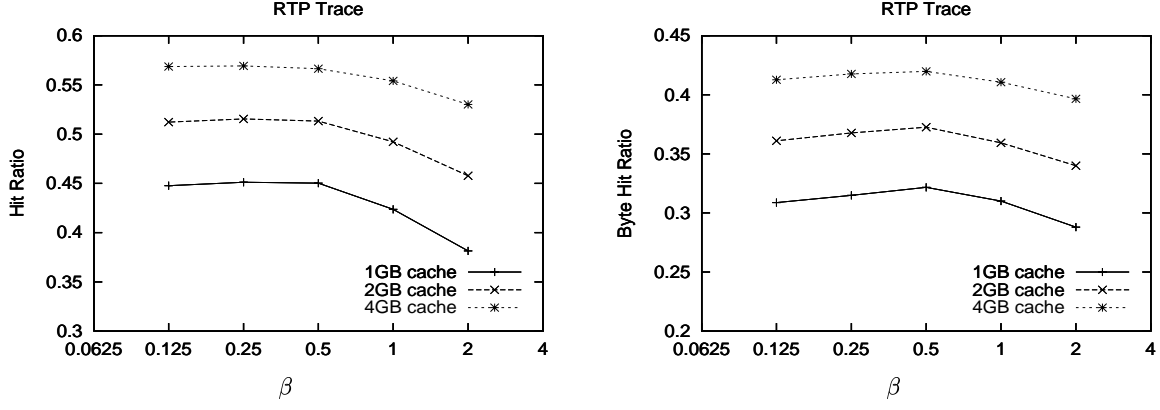 RTP Trace
0.6
0.55
0.5
0.45
0.4
0.35
0.3
Hit Ratio
1GB cache
2GB cache
4GB cache
0.0625 0.125 0.25 0.5 1 2 4
β
RTP Trace
0.45
0.4
0.35
0.3
0.25
0.2
Byte Hit Ratio
1GB cache
2GB cache
4GB cache
0.0625 0.125 0.25 0.5 1 2 4
β